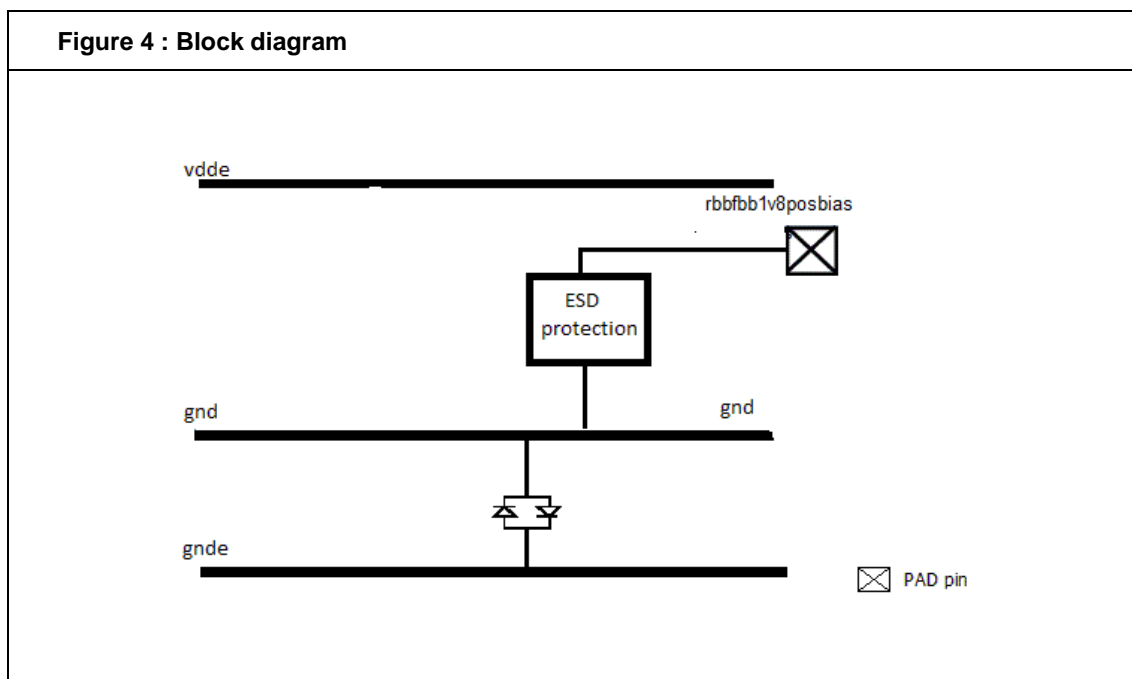 Figure 4 : Block diagram
vdde
rbbfbb1v8posbias
ESD
protection
gnd
gnd
gnde
PAD pin